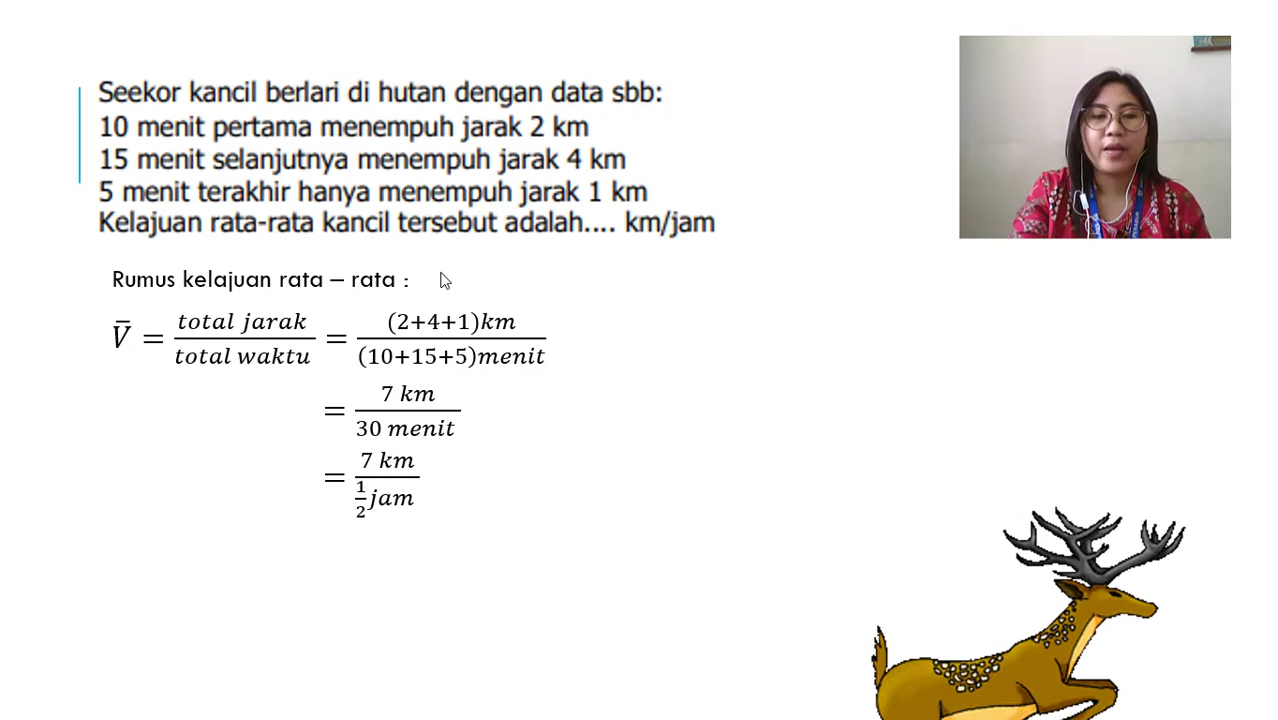 Seekor kancil berlari di hutan dengan data sbb:
10 menit pertama menempuh jarak 2 km
15 menit selanjutnya menempuh jarak 4 km
5 menit terakhir hanya menempuh jarak 1 km
Kelajuan rata-rata kancil tersebut adalah.... km/jam
Rumus kelajuan rata – rata :
V̄ = total jarak / total waktu = (2+4+1)km / (10+15+5)menit
= 7 km / 30 menit
= 7 km / ½ jam